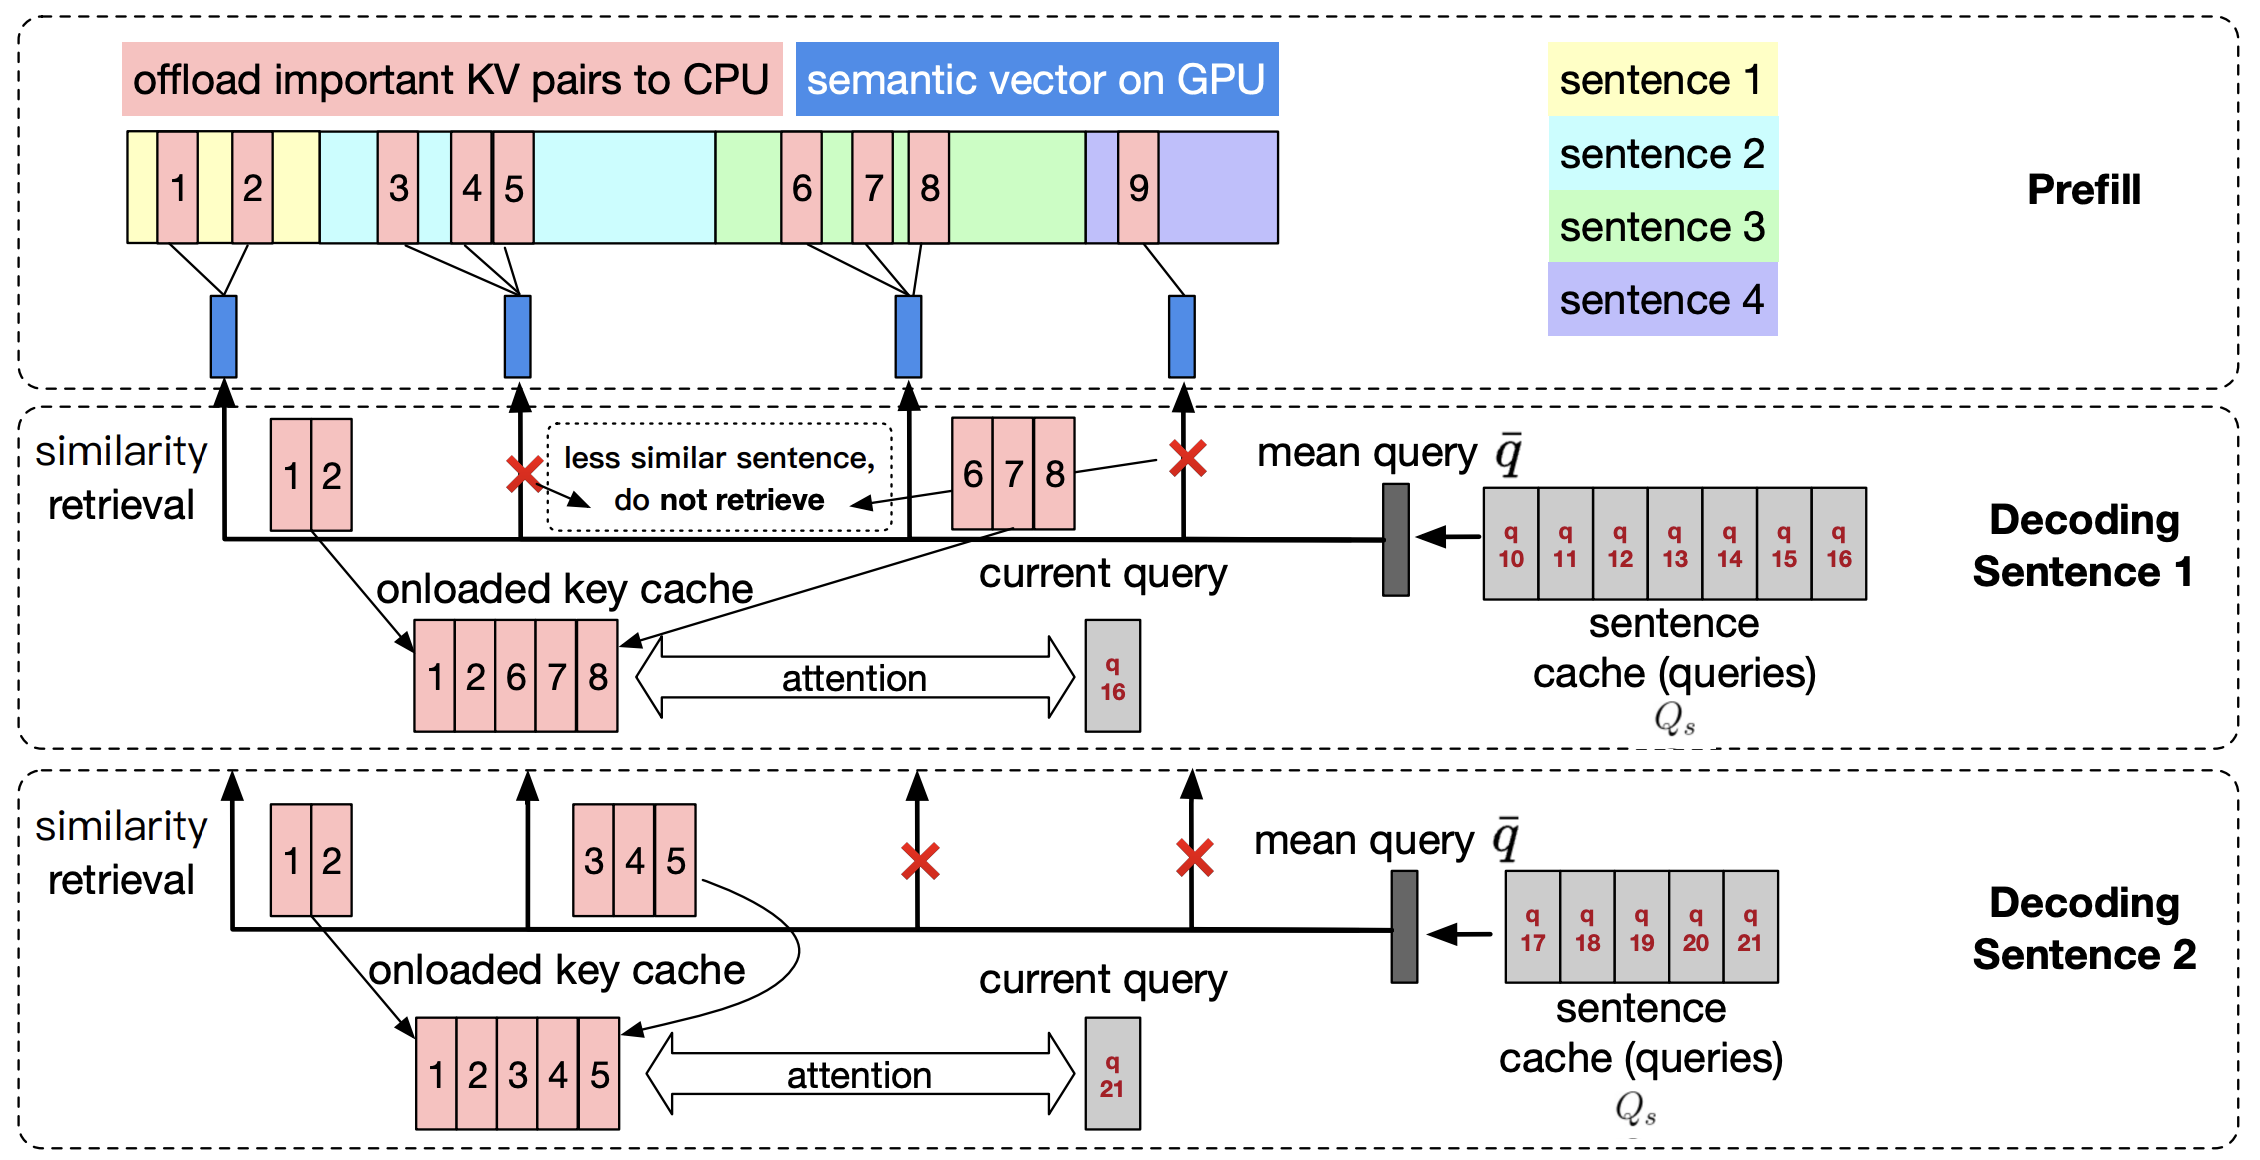 offload important KV pairs to CPU
semantic vector on GPU
sentence 1
sentence 2
sentence 3
sentence 4
1 2 3 4 5 6 7 8 9
Prefill
similarity
retrieval
1 2
less similar sentence,
do not retrieve
6 7 8
mean query q̄
q 10
q 11
q 12
q 13
q 14
q 15
q 16
sentence
cache (queries)
Qₛ
Decoding
Sentence 1
onloaded key cache
current query
1 2 6 7 8
attention
q 16
similarity
retrieval
1 2
3 4 5
mean query q̄
q 17
q 18
q 19
q 20
q 21
sentence
cache (queries)
Qₛ
Decoding
Sentence 2
onloaded key cache
current query
1 2 3 4 5
attention
q 21